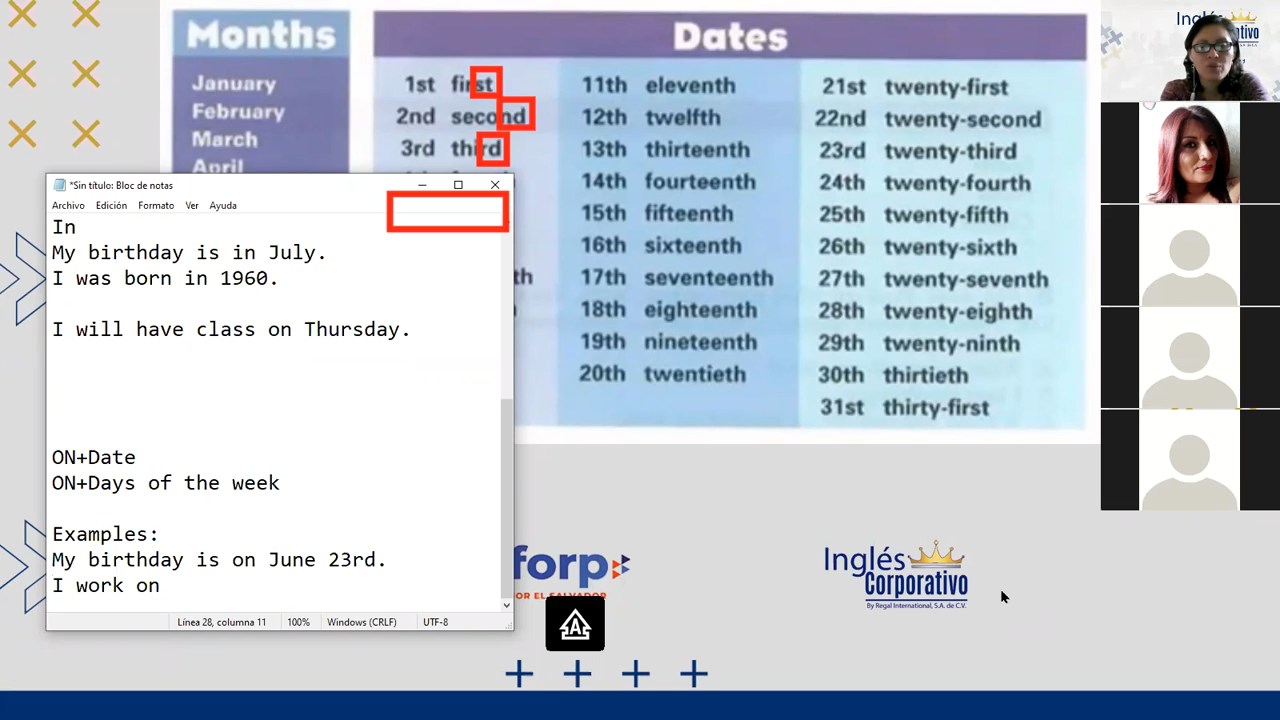 Months
Dates
January
February
March
April
1st first
2nd second
3rd third
th
11th eleventh
12th twelfth
13th thirteenth
14th fourteenth
15th fifteenth
16th sixteenth
17th seventeenth
18th eighteenth
19th nineteenth
20th twentieth
21st twenty-first
22nd twenty-second
23rd twenty-third
24th twenty-fourth
25th twenty-fifth
26th twenty-sixth
27th twenty-seventh
28th twenty-eighth
29th twenty-ninth
30th thirtieth
31st thirty-first
*Sin título: Bloc de notas
Archivo Edición Formato Ver Ayuda
In
My birthday is in July.
I was born in 1960.
I will have class on Thursday.
ON+Date
ON+Days of the week
Examples:
My birthday is on June 23rd.
I work on
Línea 28, columna 11 100% Windows (CRLF) UTF-8
forp
POR EL SALVADOR
A
Inglés
Corporativo
By Regal International, S.A. de C.V.